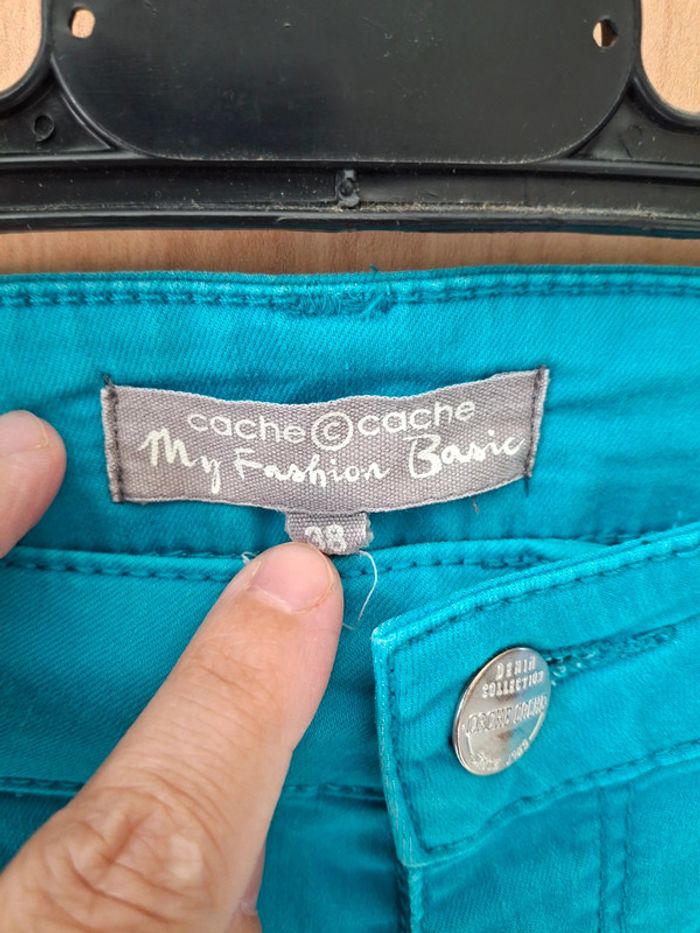 cache © cache
My Fashion Basic
38
DENIM
COLLECTION
CACHE CACHE